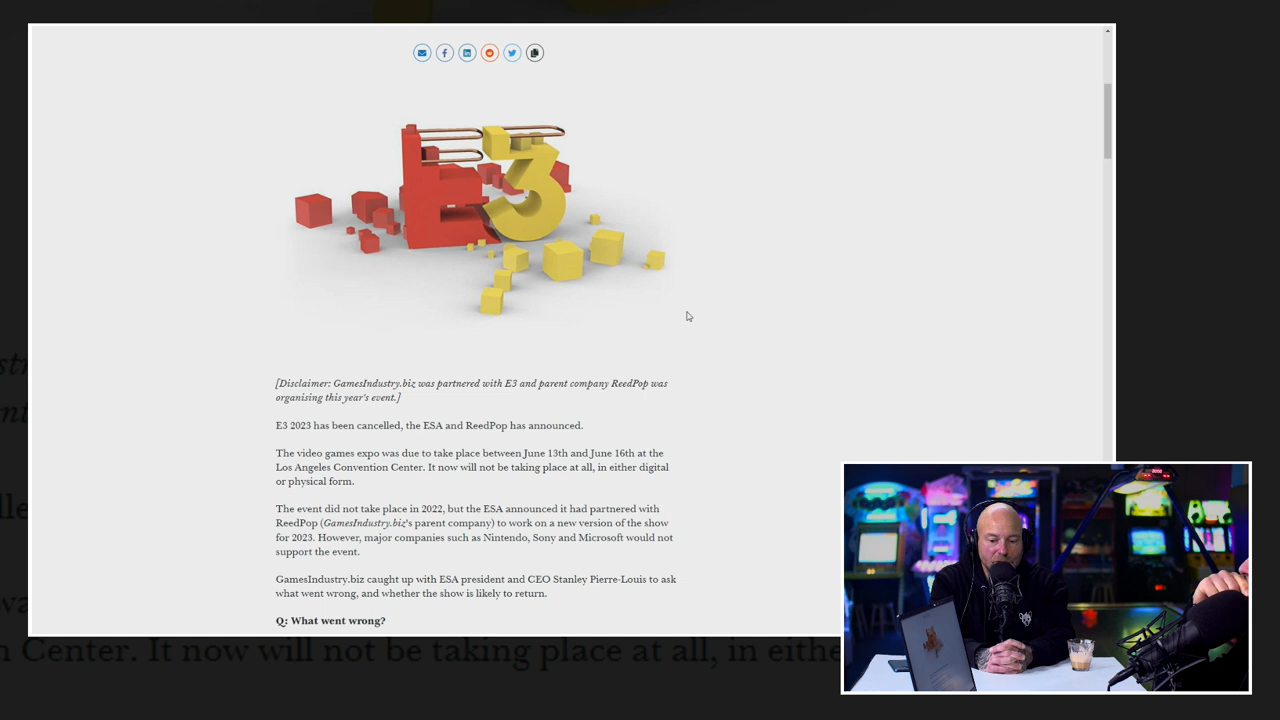 E3
[Disclaimer: GamesIndustry.biz was partnered with E3 and parent company ReedPop was
organising this year's event.]
E3 2023 has been cancelled, the ESA and ReedPop has announced.
The video games expo was due to take place between June 13th and June 16th at the
Los Angeles Convention Center. It now will not be taking place at all, in either digital
or physical form.
The event did not take place in 2022, but the ESA announced it had partnered with
ReedPop (GamesIndustry.biz's parent company) to work on a new version of the show
for 2023. However, major companies such as Nintendo, Sony and Microsoft would not
support the event.
GamesIndustry.biz caught up with ESA president and CEO Stanley Pierre-Louis to ask
what went wrong, and whether the show is likely to return.
Q: What went wrong?
Center. It now will not be taking place at all, in eithe